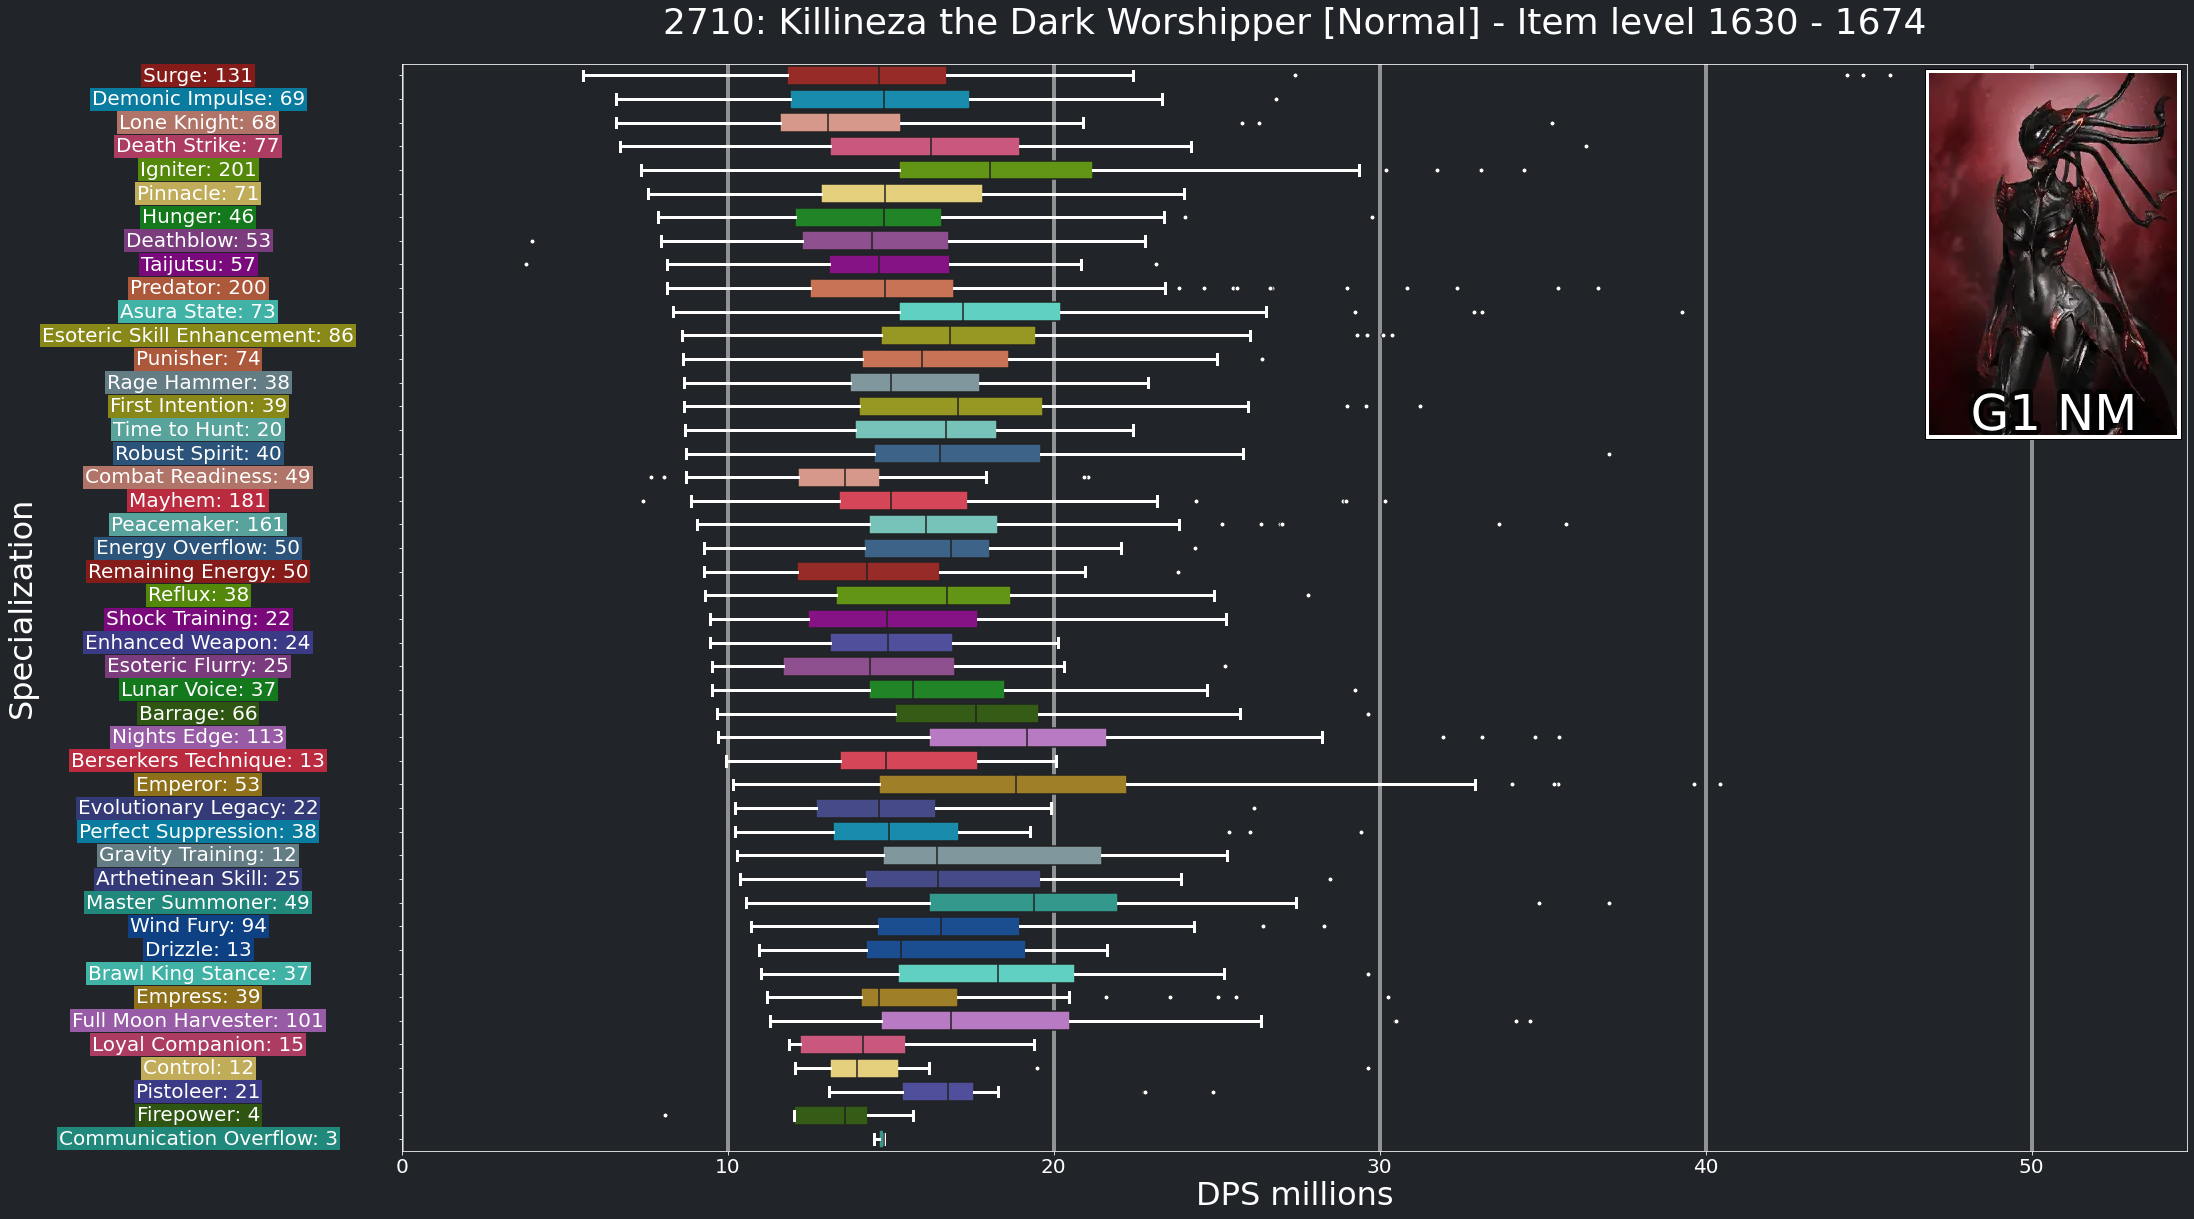 2710: Killineza the Dark Worshipper [Normal] - Item level 1630 - 1674
Surge: 131
Demonic Impulse: 69
Lone Knight: 68
Death Strike: 77
Igniter: 201
Pinnacle: 71
Hunger: 46
Deathblow: 53
Taijutsu: 57
Predator: 200
Asura State: 73
Esoteric Skill Enhancement: 86
Punisher: 74
Rage Hammer: 38
First Intention: 39
Time to Hunt: 20
Robust Spirit: 40
Combat Readiness: 49
Mayhem: 181
Peacemaker: 161
Energy Overflow: 50
Remaining Energy: 50
Reflux: 38
Shock Training: 22
Enhanced Weapon: 24
Esoteric Flurry: 25
Lunar Voice: 37
Barrage: 66
Nights Edge: 113
Berserkers Technique: 13
Emperor: 53
Evolutionary Legacy: 22
Perfect Suppression: 38
Gravity Training: 12
Arthetinean Skill: 25
Master Summoner: 49
Wind Fury: 94
Drizzle: 13
Brawl King Stance: 37
Empress: 39
Full Moon Harvester: 101
Loyal Companion: 15
Control: 12
Pistoleer: 21
Firepower: 4
Communication Overflow: 3
Specialization
G1 NM
0 10 20 30 40 50
DPS millions